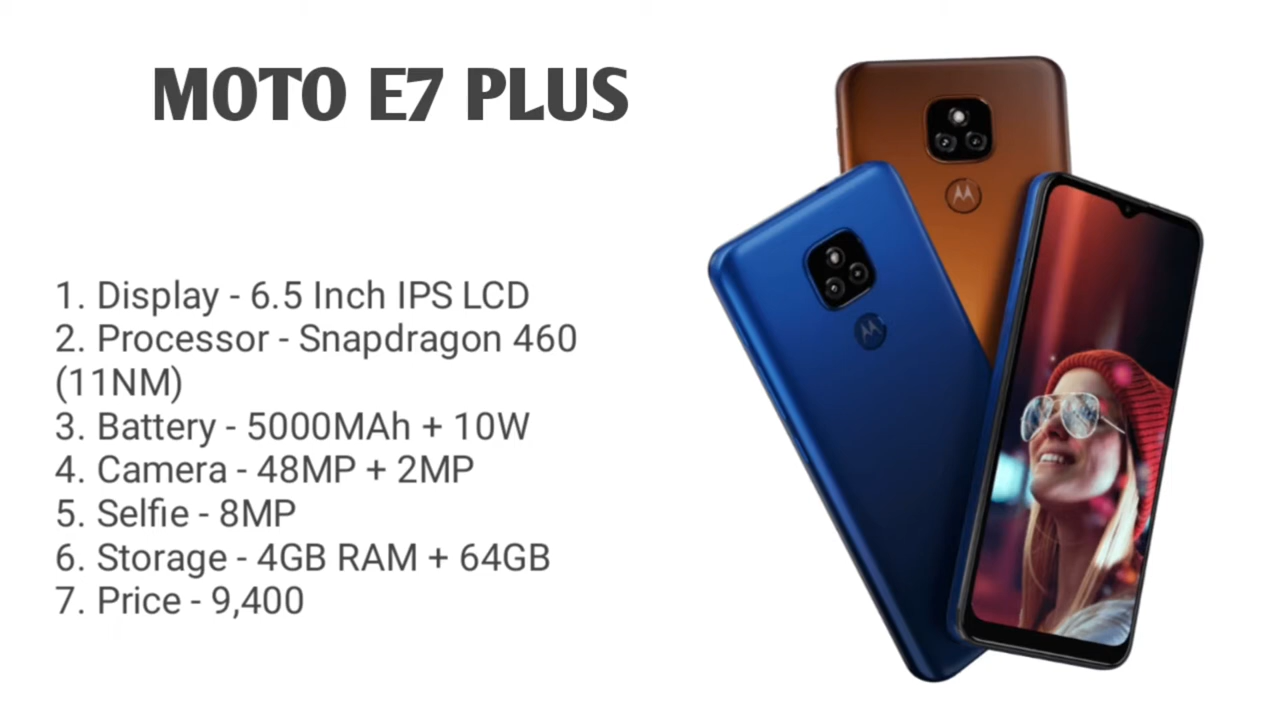 MOTO E7 PLUS
1. Display - 6.5 Inch IPS LCD
2. Processor - Snapdragon 460
(11NM)
3. Battery - 5000MAh + 10W
4. Camera - 48MP + 2MP
5. Selfie - 8MP
6. Storage - 4GB RAM + 64GB
7. Price - 9,400